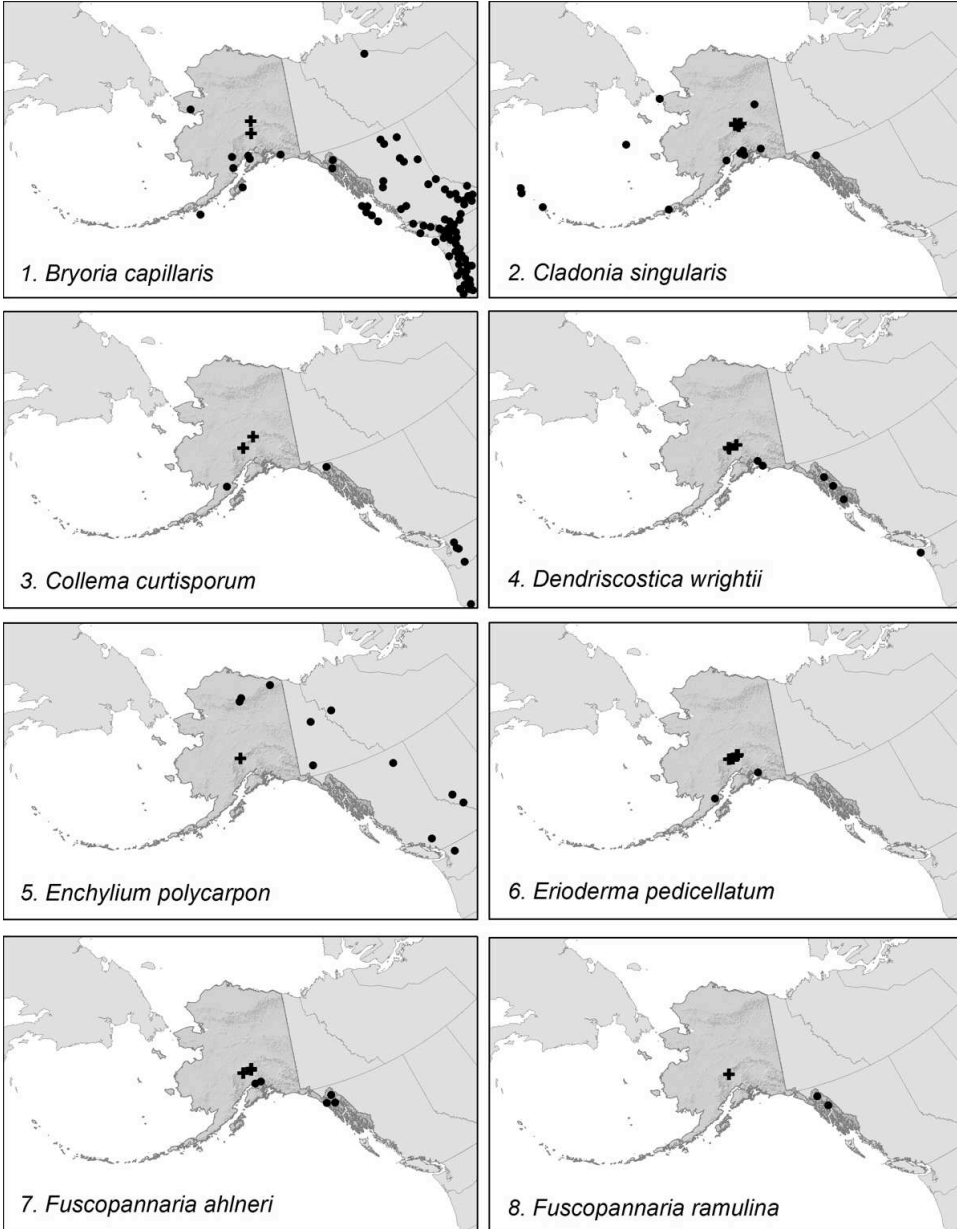 1. Bryoria capillaris
2. Cladonia singularis
3. Collema curtisporum
4. Dendriscostica wrightii
5. Enchylium polycarpon
6. Erioderma pedicellatum
7. Fuscopannaria ahlneri
8. Fuscopannaria ramulina